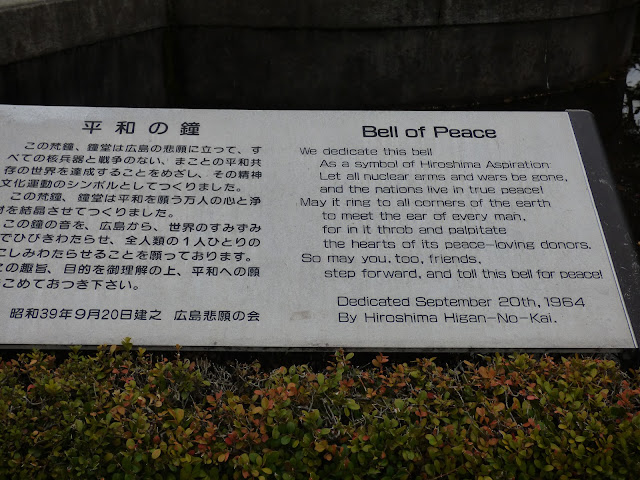 平和の鐘
この梵鐘、鐘堂は広島の悲願に立って、す
べての核兵器と戦争のない、まことの平和共
存の世界を達成することをめざし、その精神
文化運動のシンボルとしてつくりました。
この梵鐘、鐘堂は平和を願う万人の心と浄
財を結晶させてつくりました。
この鐘の音を、広島から、世界のすみずみ
までひびきわたらせ、全人類の1人ひとりの
にしみわたらせることを願っております。
の趣旨、目的を御理解の上、平和への願
こめておつき下さい。
昭和39年9月20日建之 広島悲願の会
Bell of Peace
We dedicate this bell
As a symbol of Hiroshima Aspiration
Let all nuclear arms and wars be gone,
and the nations live in true peace!
May it ring to all corners of the earth
to meet the ear of every man,
for in it throb and palpitate
the hearts of its peace-loving donors.
So may you, too, friends,
step forward, and toll this bell for peace!
Dedicated September 20th, 1964
By Hiroshima Higan-No-Kai.